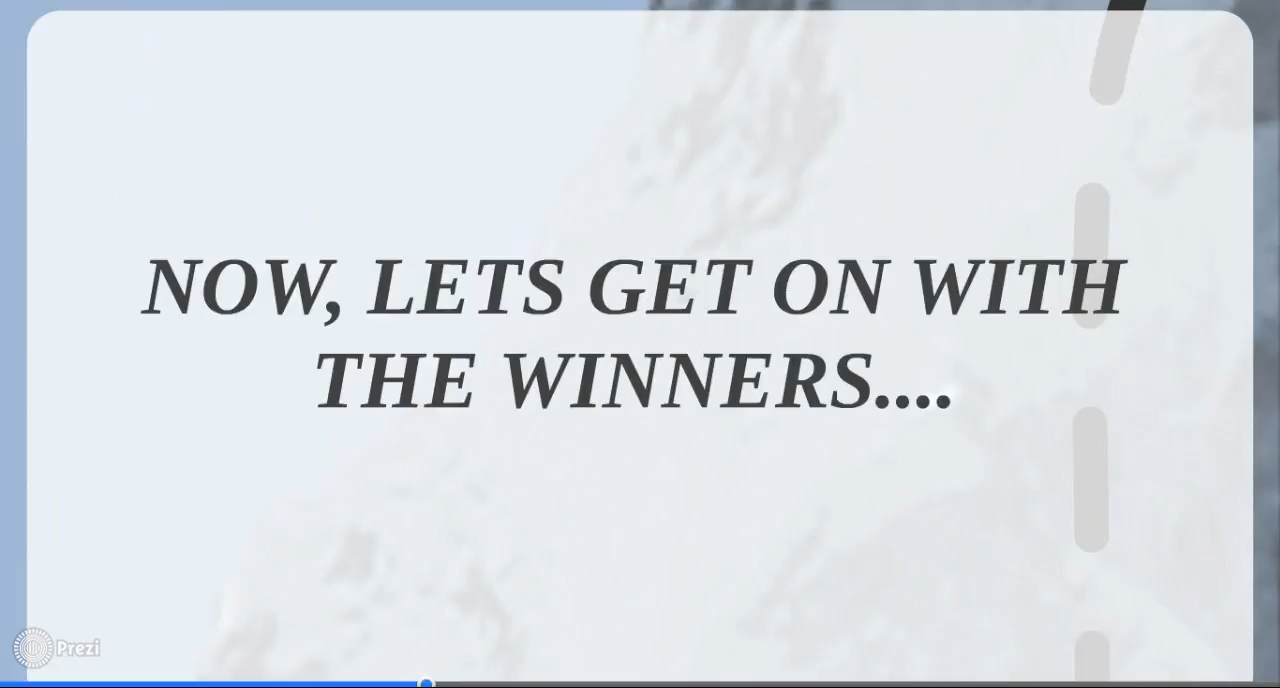 NOW, LETS GET ON WITH
THE WINNERS....
Prezi